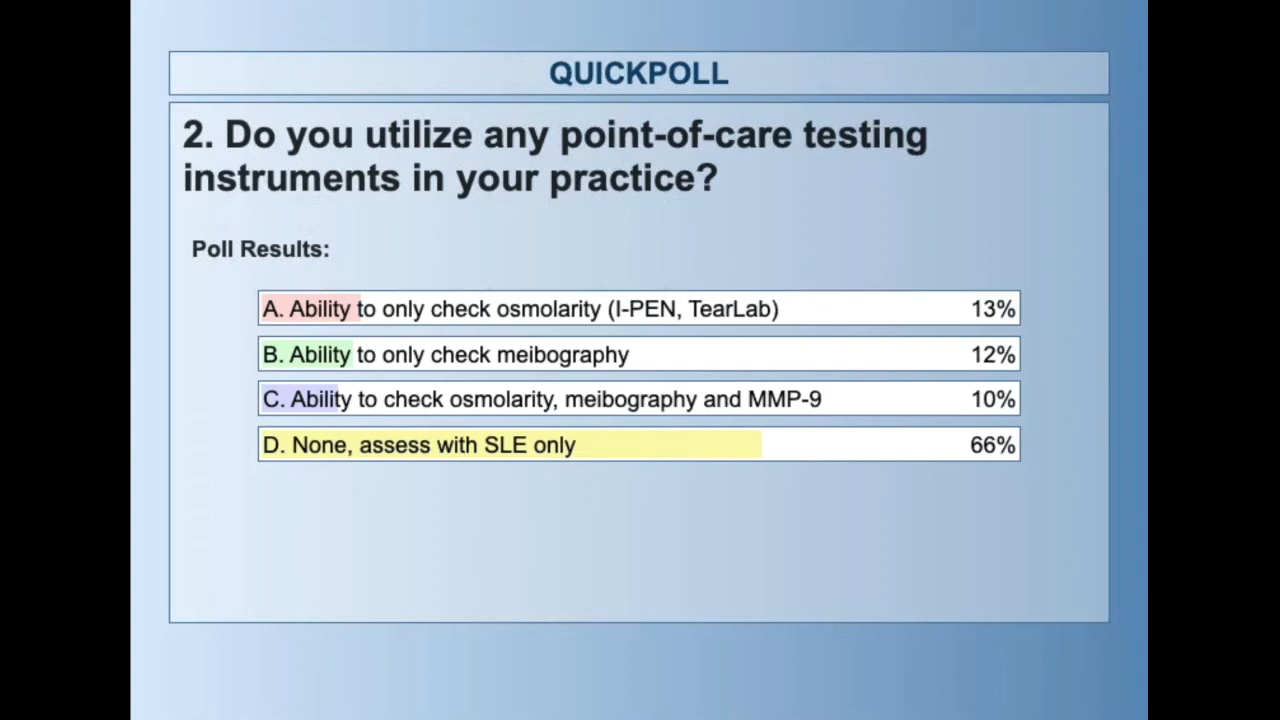 QUICKPOLL
2. Do you utilize any point-of-care testing
instruments in your practice?
Poll Results:
A. Ability to only check osmolarity (I-PEN, TearLab) 13%
B. Ability to only check meibography 12%
C. Ability to check osmolarity, meibography and MMP-9 10%
D. None, assess with SLE only 66%